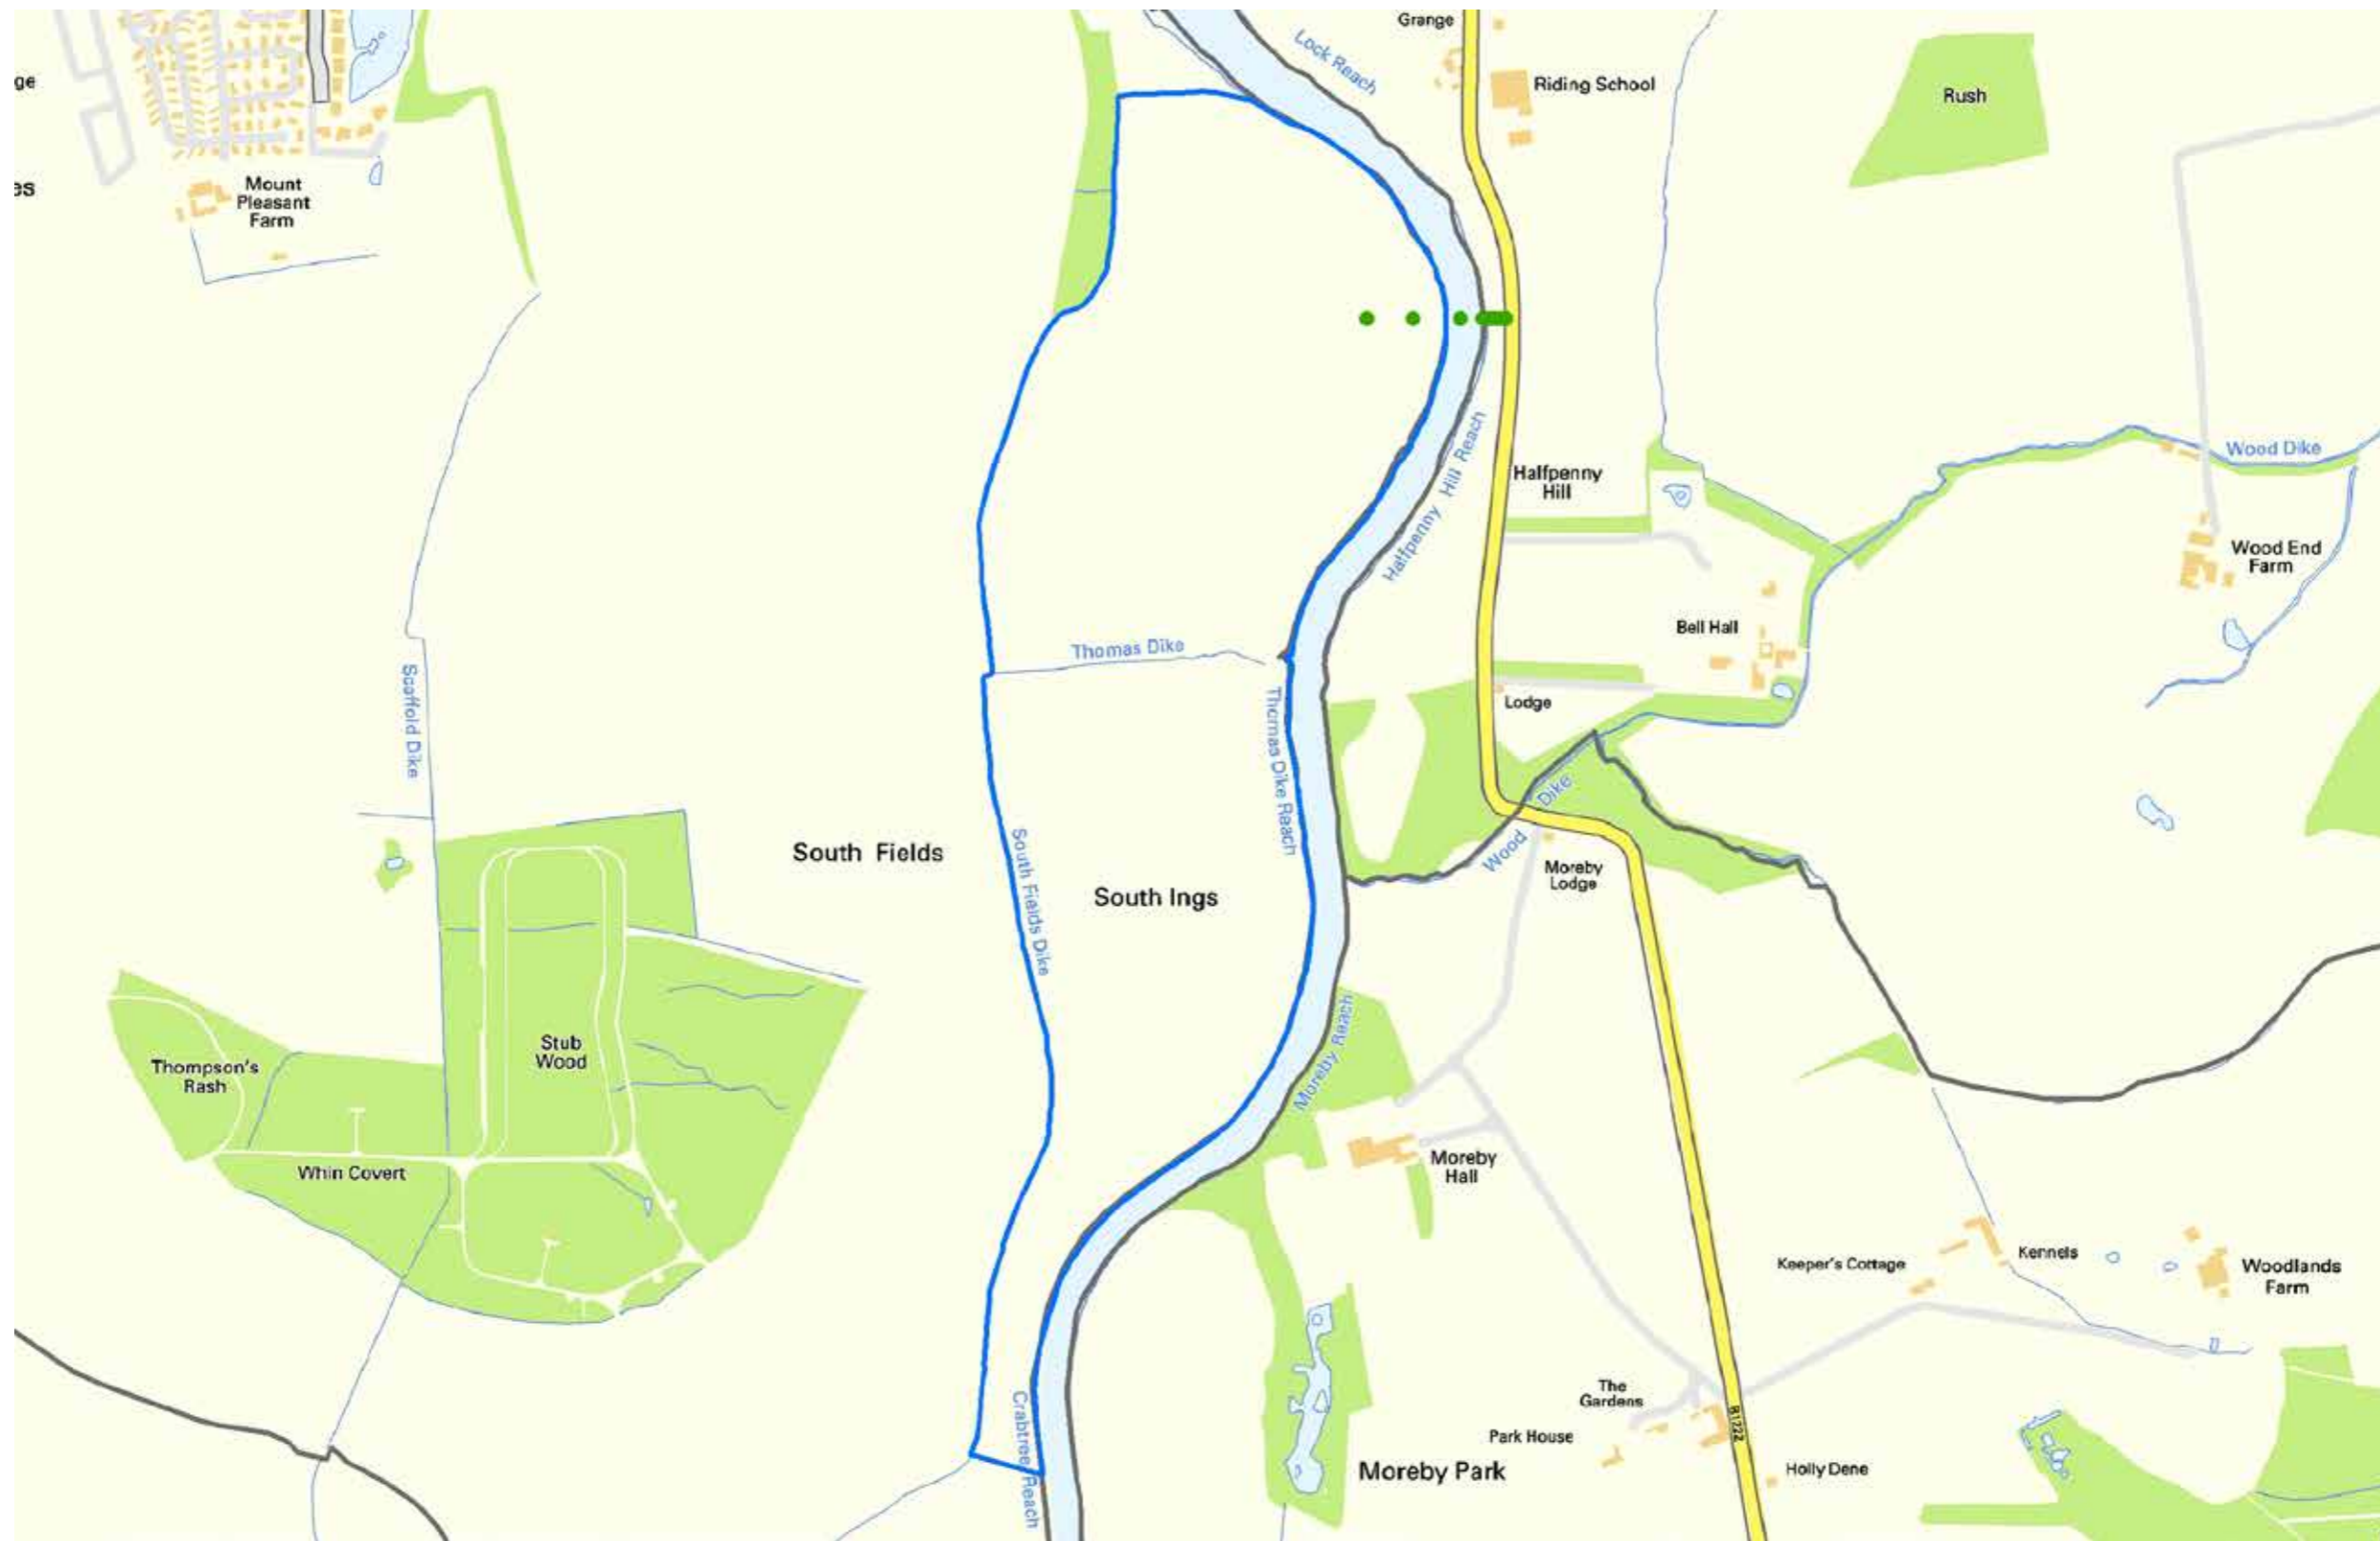 Grange
Lock Reach
ge
Riding School
Rush
es
Mount
Pleasant
Farm
Halfpenny Hill Reach
Halfpenny
Hill
Wood Dike
Wood End
Farm
Bell Hall
Thomas Dike
Scaffold Dike
Thomas Dike Reach
Lodge
Wood Dike
South Fields
South Fields Dike
South Ings
Moreby
Lodge
Moreby Reach
Stub
Wood
Thompson's
Rash
Whin Covert
Moreby
Hall
Keeper's Cottage
Kennels
Woodlands
Farm
Crabtree Reach
The
Gardens
B1222
Park House
Moreby Park
Holly Dene